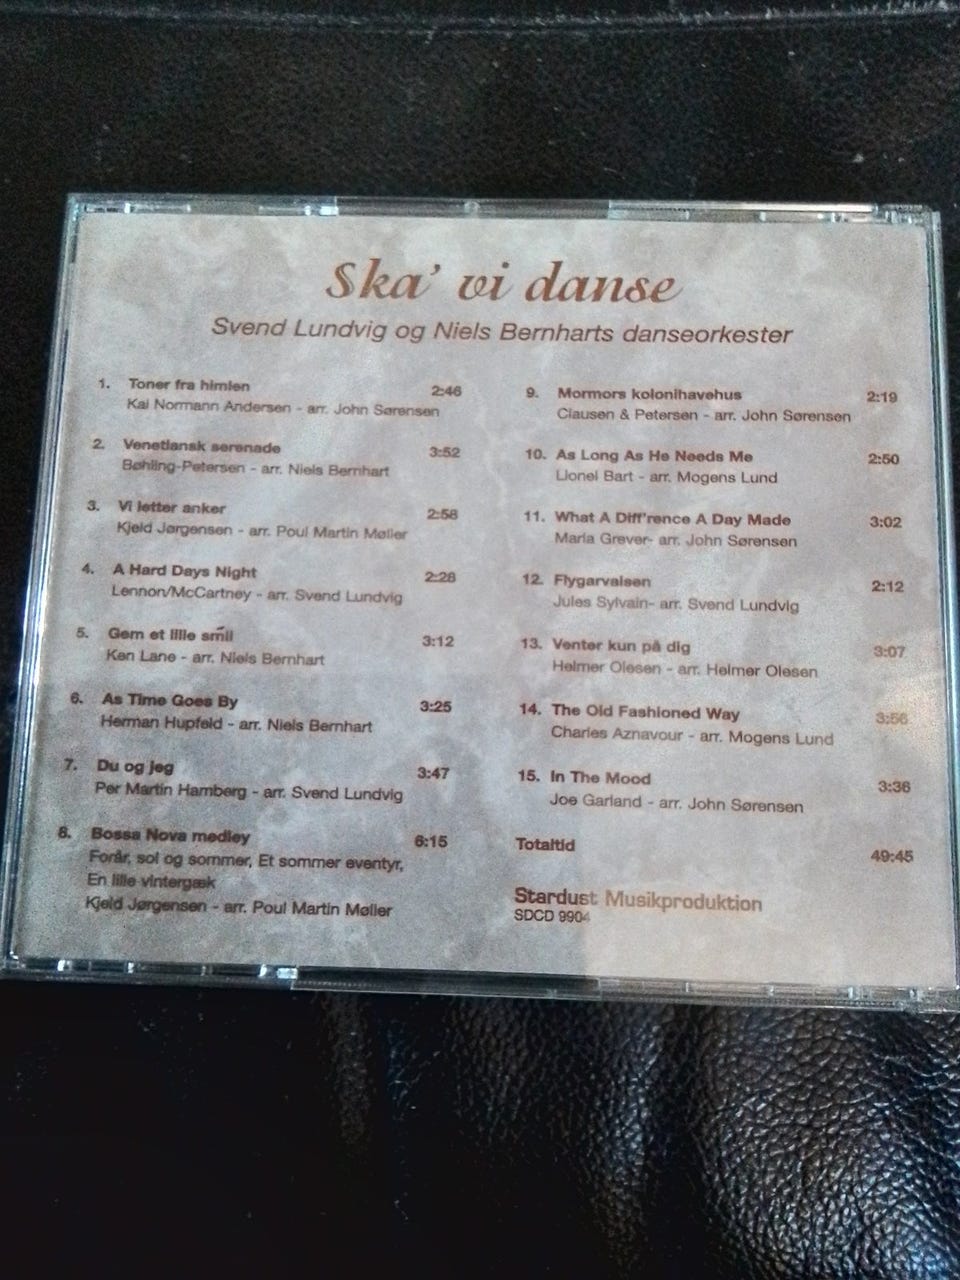 Ska' vi danse
Svend Lundvig og Niels Bernharts danseorkester
1. Toner fra himlen 2:46
Kai Normann Andersen - arr. John Sørensen
2. Venetiansk serenade 3:52
Bøhling-Petersen - arr. Niels Bernhart
3. Vi letter anker 2:58
Kjeld Jørgensen - arr. Poul Martin Møller
4. A Hard Days Night 2:28
Lennon/McCartney - arr. Svend Lundvig
5. Gem et lille smil 3:12
Ken Lane - arr. Niels Bernhart
6. As Time Goes By 3:25
Herman Hupfeld - arr. Niels Bernhart
7. Du og jeg 3:47
Per Martin Hamberg - arr. Svend Lundvig
8. Bossa Nova medley 6:15
Forår, sol og sommer, Et sommer eventyr,
En lille vintergæk
Kjeld Jørgensen - arr. Poul Martin Møller
9. Mormors kolonihavehus 2:19
Clausen & Petersen - arr. John Sørensen
10. As Long As He Needs Me 2:50
Lionel Bart - arr. Mogens Lund
11. What A Diff'rence A Day Made 3:02
Maria Grever- arr. John Sørensen
12. Flygarvalsen 2:12
Jules Sylvain- arr. Svend Lundvig
13. Venter kun på dig 3:07
Helmer Olesen - arr. Helmer Olesen
14. The Old Fashioned Way 3:56
Charles Aznavour - arr. Mogens Lund
15. In The Mood 3:36
Joe Garland - arr. John Sørensen
Totaltid 49:45
Stardust Musikproduktion
SDCD 9904